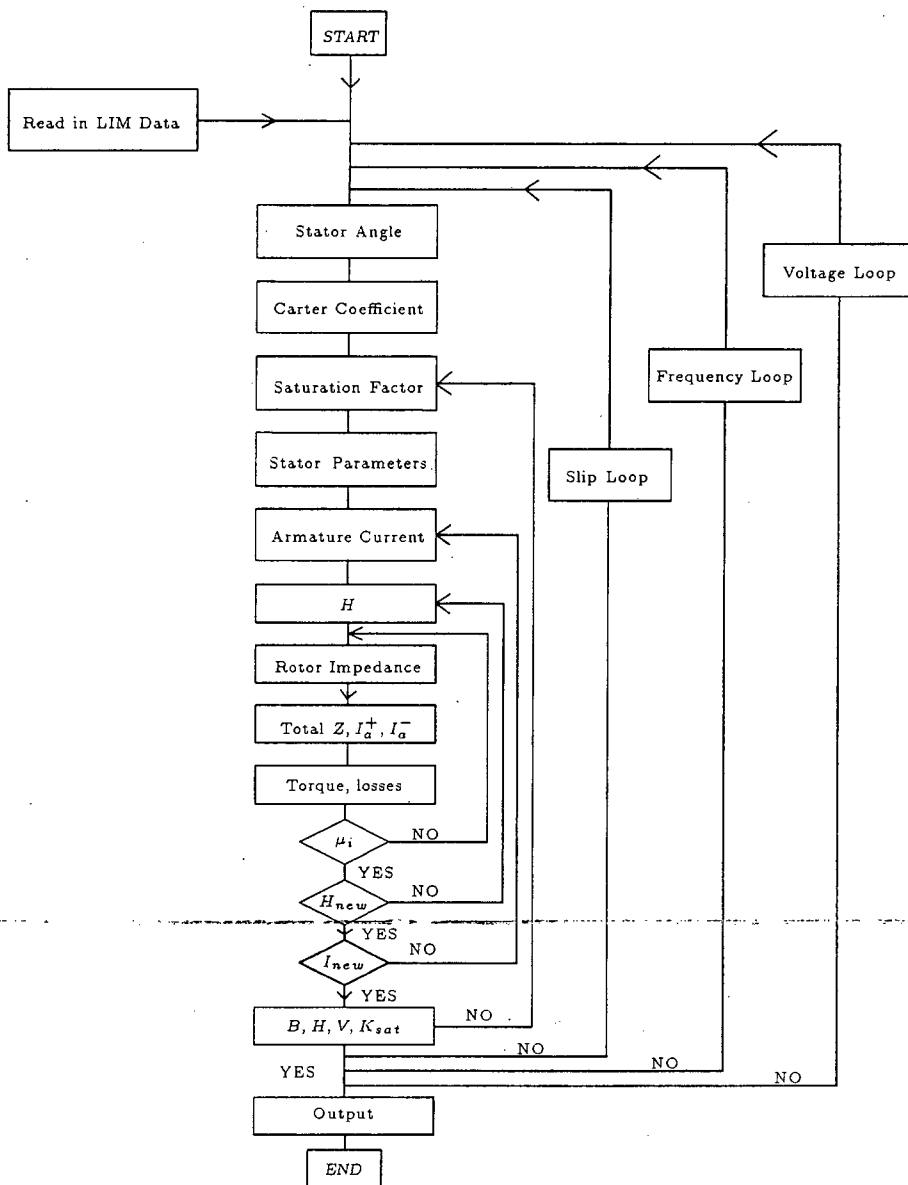 START
Read in LIM Data
Stator Angle
Voltage Loop
Carter Coefficient
Frequency Loop
Saturation Factor
Stator Parameters
Slip Loop
Armature Current
H
Rotor Impedance
Total Z, I_a^+, I_a^-
Torque, losses
μ_i
NO
YES
H_new
NO
YES
I_new
NO
YES
B, H, V, K_sat
NO
NO
YES
NO
NO
Output
END